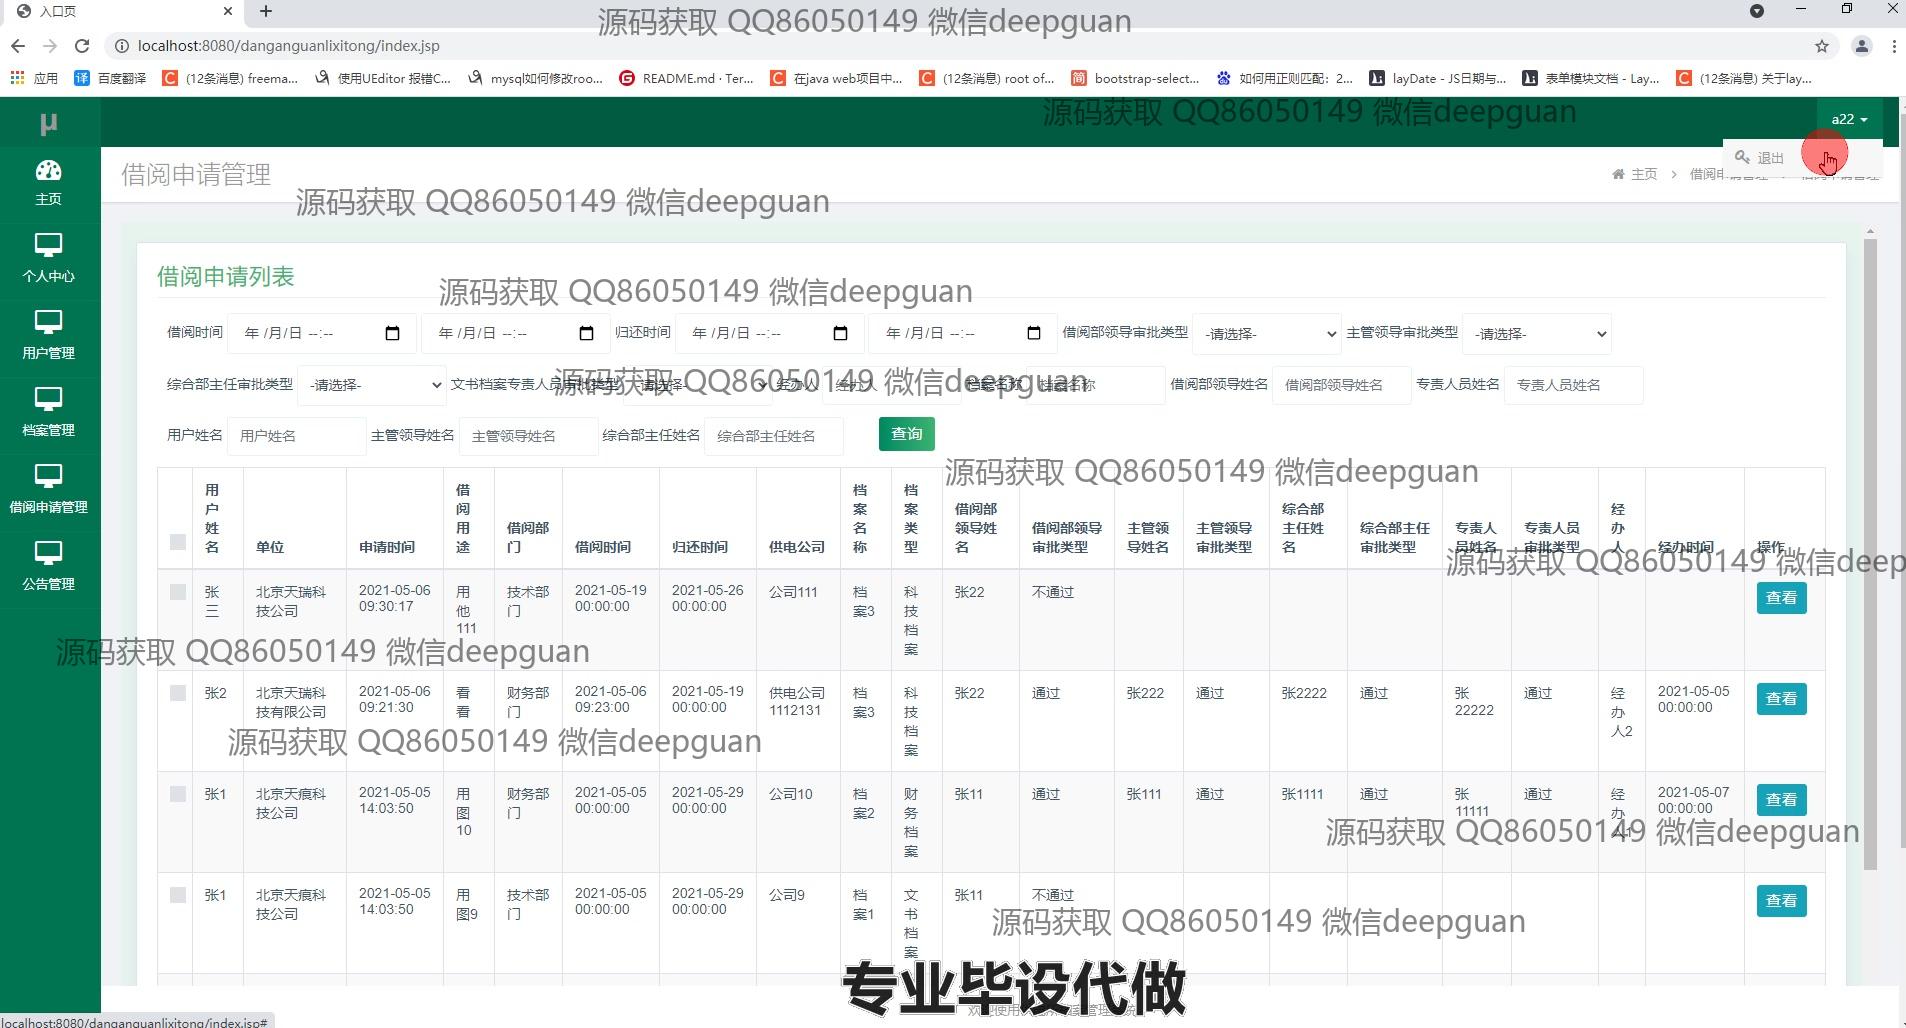 入口页
源码获取 QQ86050149 微信deepguan
localhost:8080/danganguanlixitong/index.jsp
应用 百度翻译 (12条消息) freema... 使用UEditor 报错C... mysql如何修改roo... README.md · Ter... 在java web项目中... (12条消息) root of... bootstrap-select... 如何用正则匹配：2... layDate - JS日期与... 表单模块文档 - Lay... (12条消息) 关于lay...
源码获取 QQ86050149 微信deepguan
µ
a22
退出
借阅申请管理
主页
源码获取 QQ86050149 微信deepguan
主页
个人中心
用户管理
档案管理
借阅申请管理
公告管理
借阅申请列表
源码获取 QQ86050149 微信deepguan
借阅时间 年 /月/日 --:-- 年 /月/日 --:-- 归还时间 年 /月/日 --:-- 年 /月/日 --:-- 借阅部领导审批类型 -请选择- 主管领导审批类型 -请选择-
综合部主任审批类型 -请选择- 文书档案专责人员审批类型 -请选择- 经办人 经办人 档案名称 档案名称 借阅部领导姓名 借阅部领导姓名 专责人员姓名 专责人员姓名
源码获取 QQ86050149 微信deepguan
用户姓名 用户姓名 主管领导姓名 主管领导姓名 综合部主任姓名 综合部主任姓名 查询
源码获取 QQ86050149 微信deepguan
用户姓名 单位 申请时间 借阅用途 借阅部门 借阅时间 归还时间 供电公司 档案名称 档案类型 借阅部领导姓名 借阅部领导审批类型 主管领导姓名 主管领导审批类型 综合部主任姓名 综合部主任审批类型 专责人员姓名 专责人员审批类型 经办人 经办时间 操作
源码获取 QQ86050149 微信deep
张三 北京天瑞科技公司 2021-05-06 09:30:17 用他111 技术部门 2021-05-19 00:00:00 2021-05-26 00:00:00 公司111 档案3 科技档案 张22 不通过 查看
源码获取 QQ86050149 微信deepguan
张2 北京天瑞科技有限公司 2021-05-06 09:21:30 看看 财务部门 2021-05-06 09:23:00 2021-05-19 00:00:00 供电公司1112131 档案3 科技档案 张22 通过 张222 通过 张2222 通过 张22222 通过 经办人2 2021-05-05 00:00:00 查看
源码获取 QQ86050149 微信deepguan
张1 北京天痕科技公司 2021-05-05 14:03:50 用图10 财务部门 2021-05-05 00:00:00 2021-05-29 00:00:00 公司10 档案2 财务档案 张11 通过 张111 通过 张1111 通过 张11111 通过 经办人1 2021-05-07 00:00:00 查看
源码获取 QQ86050149 微信deepguan
张1 北京天痕科技公司 2021-05-05 14:03:50 用图9 技术部门 2021-05-05 00:00:00 2021-05-29 00:00:00 公司9 档案1 文书档案 张11 不通过 查看
源码获取 QQ86050149 微信deepguan
专业毕设代做
localhost:8080/danganguanlixitong/index.jsp#